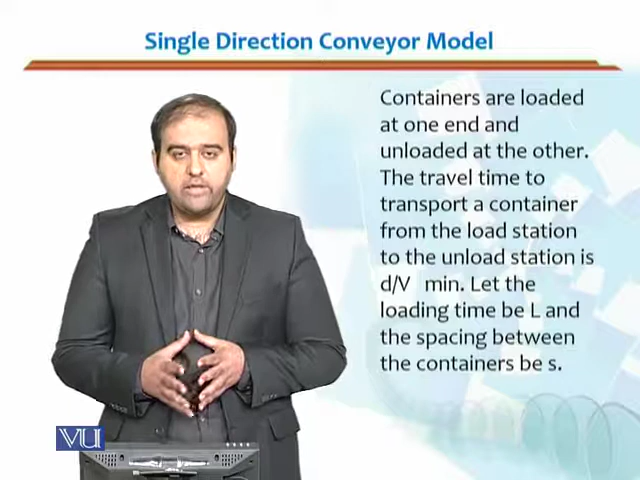 Single Direction Conveyor Model
Containers are loaded
at one end and
unloaded at the other.
The travel time to
transport a container
from the load station
to the unload station is
d/V min. Let the
loading time be L and
the spacing between
the containers be s.
VU